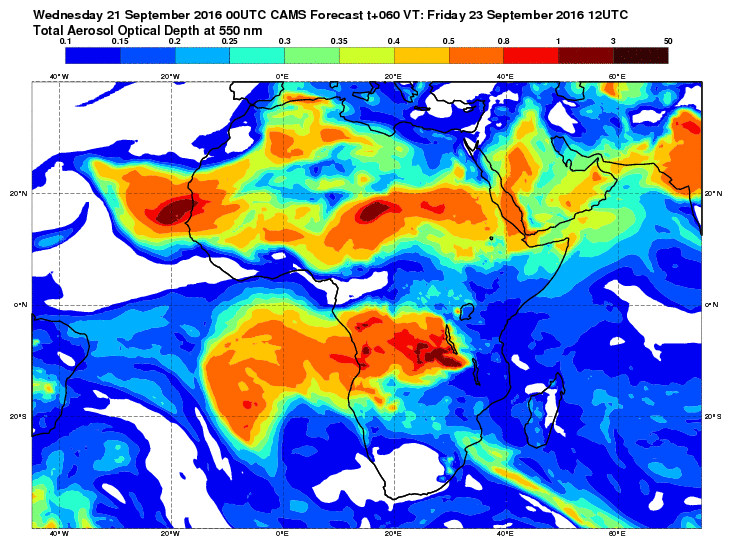 Wednesday 21 September 2016 00UTC CAMS Forecast t+060 VT: Friday 23 September 2016 12UTC
Total Aerosol Optical Depth at 550 nm
0.1 0.15 0.2 0.25 0.3 0.35 0.4 0.5 0.8 1 3 50
40°W 20°W 0°E 20°E 40°E 60°E
20°N 20°N
0°N 0°N
20°S 20°S
40°W 20°W 0°E 20°E 40°E 60°E